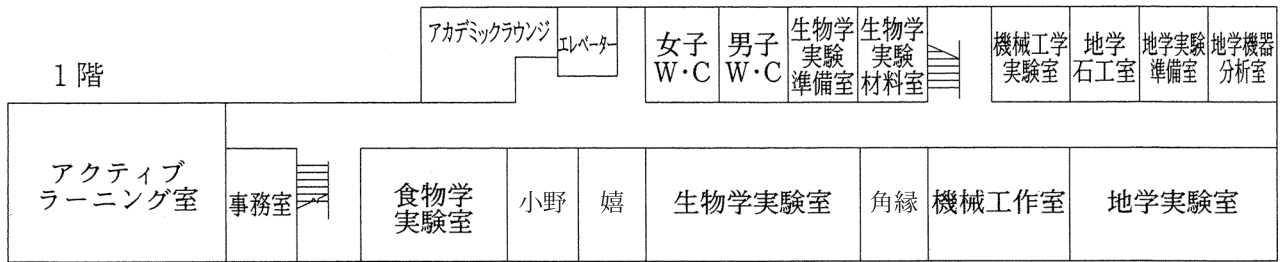 1階
アカデミックラウンジ
エレベーター
女子
W・C
男子
W・C
生物学
実験
準備室
生物学
実験
材料室
機械工学
実験室
地学
石工室
地学実験
準備室
地学機器
分析室
アクティブ
ラーニング室
事務室
食物学
実験室
小野
嬉
生物学実験室
角縁
機械工作室
地学実験室